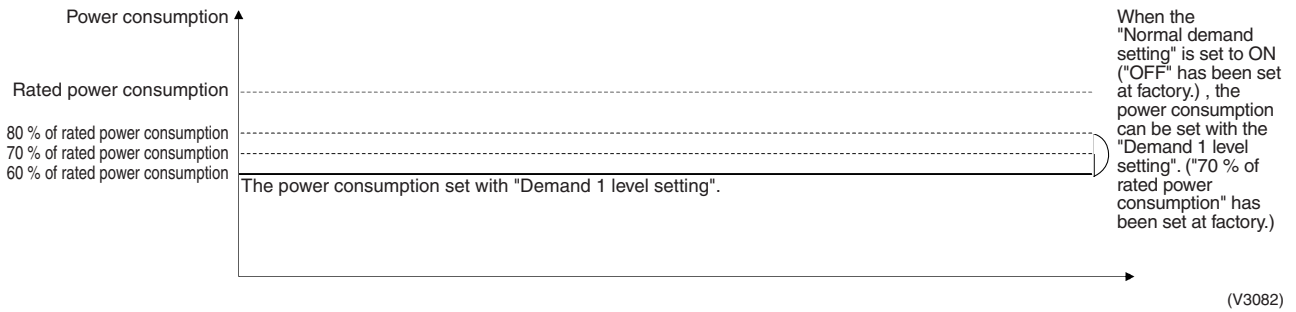 Power consumption
Rated power consumption
80 % of rated power consumption
70 % of rated power consumption
60 % of rated power consumption
The power consumption set with "Demand 1 level setting".
When the
"Normal demand
setting" is set to ON
("OFF" has been set
at factory.) , the
power consumption
can be set with the
"Demand 1 level
setting". ("70 % of
rated power
consumption" has
been set at factory.)
(V3082)